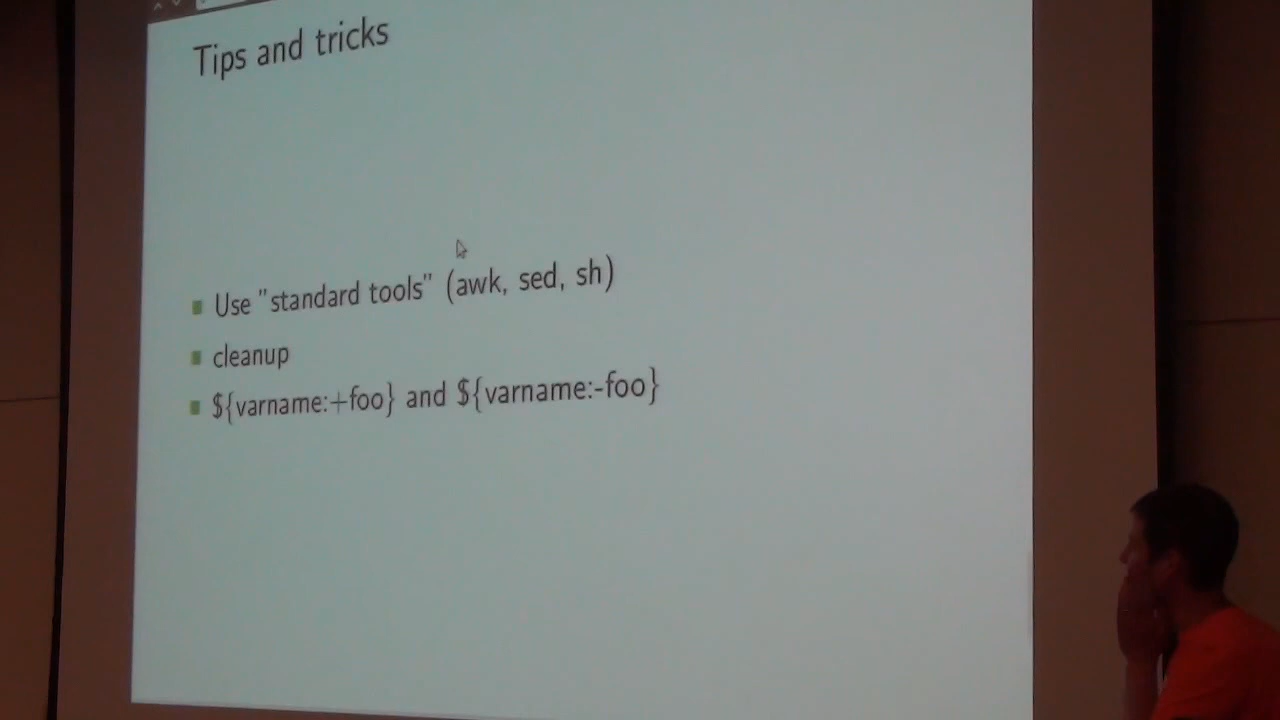 Tips and tricks
Use "standard tools" (awk, sed, sh)
cleanup
${varname:+foo} and ${varname:-foo}